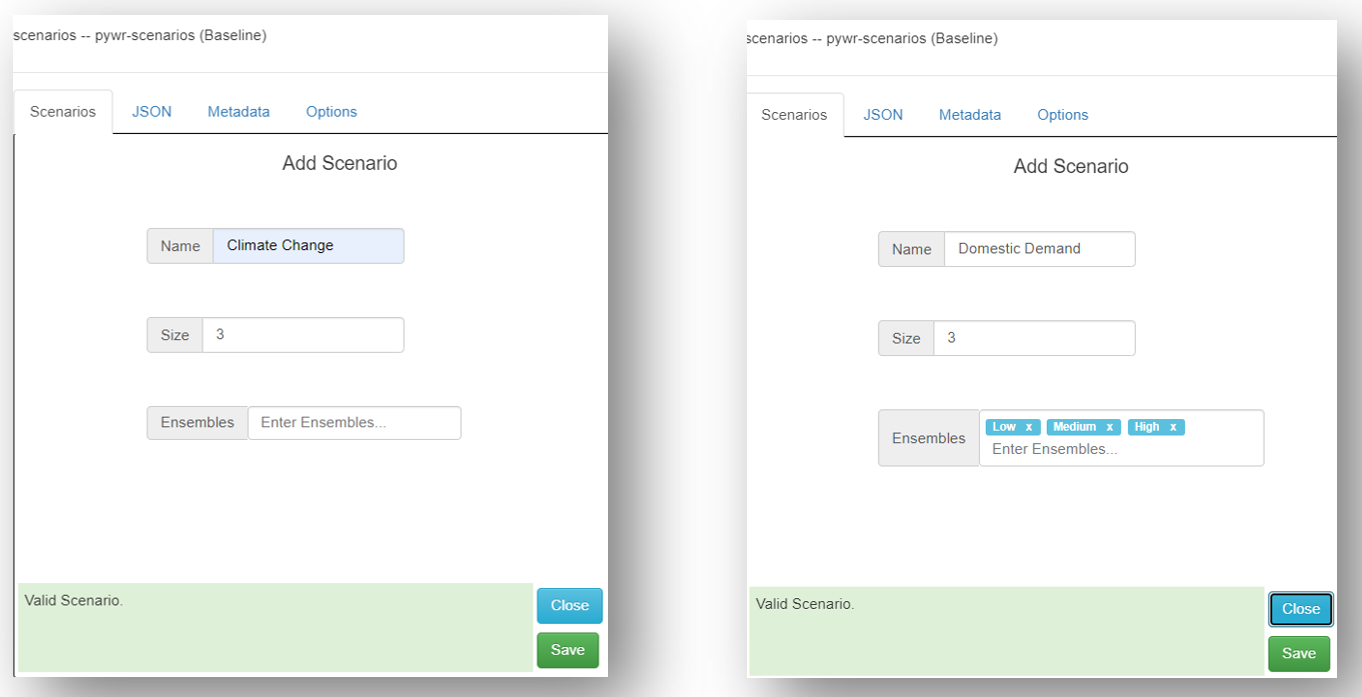 scenarios -- pywr-scenarios (Baseline)
Scenarios JSON Metadata Options
Add Scenario
Name Climate Change
Size 3
Ensembles Enter Ensembles...
Valid Scenario.
Close
Save
scenarios -- pywr-scenarios (Baseline)
Scenarios JSON Metadata Options
Add Scenario
Name Domestic Demand
Size 3
Low x Medium x High x
Ensembles
Enter Ensembles...
Valid Scenario.
Close
Save